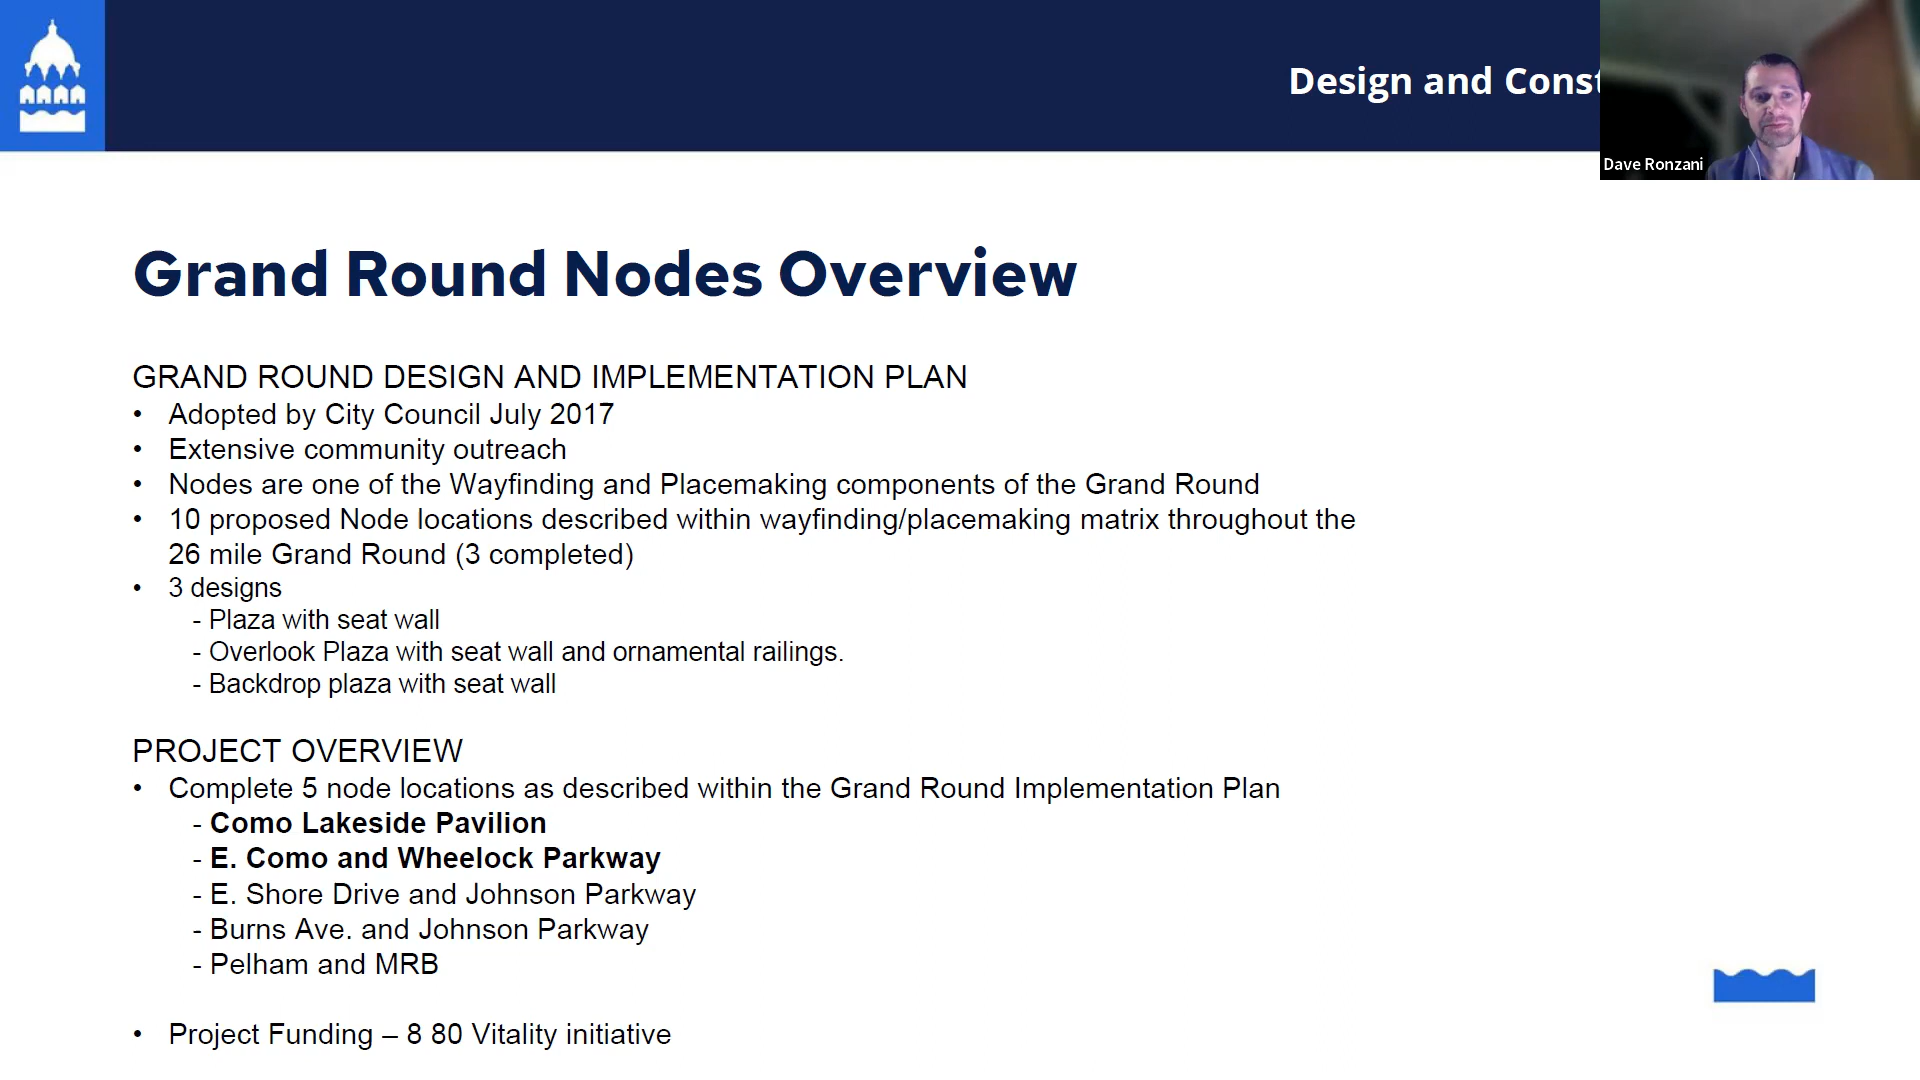 Design and Const
Dave Ronzani
Grand Round Nodes Overview
GRAND ROUND DESIGN AND IMPLEMENTATION PLAN
• Adopted by City Council July 2017
• Extensive community outreach
• Nodes are one of the Wayfinding and Placemaking components of the Grand Round
• 10 proposed Node locations described within wayfinding/placemaking matrix throughout the
26 mile Grand Round (3 completed)
• 3 designs
- Plaza with seat wall
- Overlook Plaza with seat wall and ornamental railings.
- Backdrop plaza with seat wall
PROJECT OVERVIEW
• Complete 5 node locations as described within the Grand Round Implementation Plan
- Como Lakeside Pavilion
- E. Como and Wheelock Parkway
- E. Shore Drive and Johnson Parkway
- Burns Ave. and Johnson Parkway
- Pelham and MRB
• Project Funding – 8 80 Vitality initiative